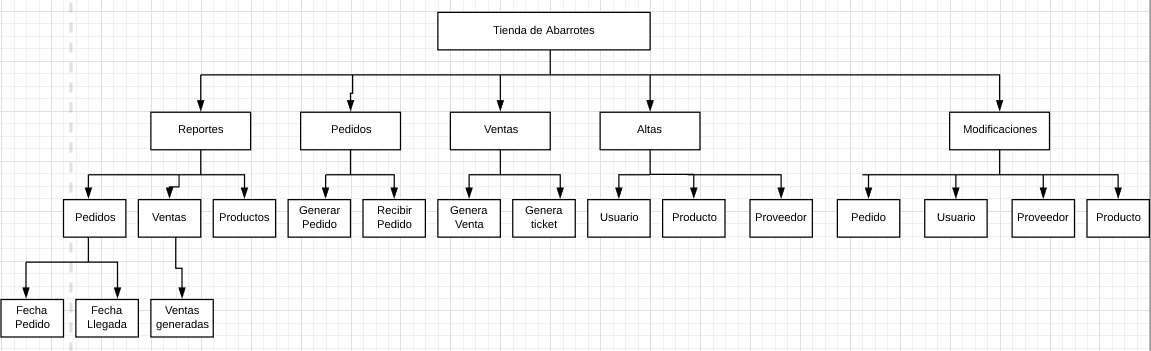 Tienda de Abarrotes
Reportes
Pedidos
Ventas
Altas
Modificaciones
Pedidos
Ventas
Productos
Generar
Pedido
Recibir
Pedido
Genera
Venta
Genera
ticket
Usuario
Producto
Proveedor
Pedido
Usuario
Proveedor
Producto
Fecha
Pedido
Fecha
Llegada
Ventas
generadas